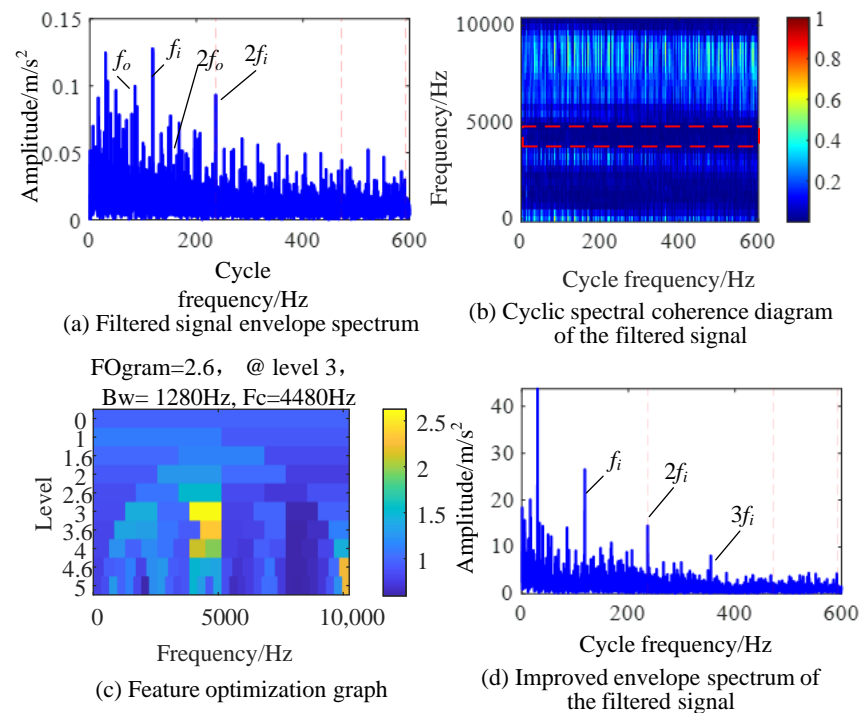 0.15
0.1
0.05
0
Amplitude/m/s²
fₒ
fᵢ
2fₒ
2fᵢ
0 200 400 600
Cycle
frequency/Hz
(a) Filtered signal envelope spectrum
10000
5000
0
Frequency/Hz
0 200 400 600
1
0.8
0.6
0.4
0.2
Cycle frequency/Hz
(b) Cyclic spectral coherence diagram
of the filtered signal
FOgram=2.6, @ level 3,
Bw= 1280Hz, Fc=4480Hz
Level
0
1
1.6
2
2.6
3
3.6
4
4.6
5
0 5000 10,000
2.5
2
1.5
1
Frequency/Hz
(c) Feature optimization graph
40
30
20
10
0
Amplitude/m/s²
fᵢ
2fᵢ
3fᵢ
0 200 400 600
Cycle frequency/Hz
(d) Improved envelope spectrum of
the filtered signal